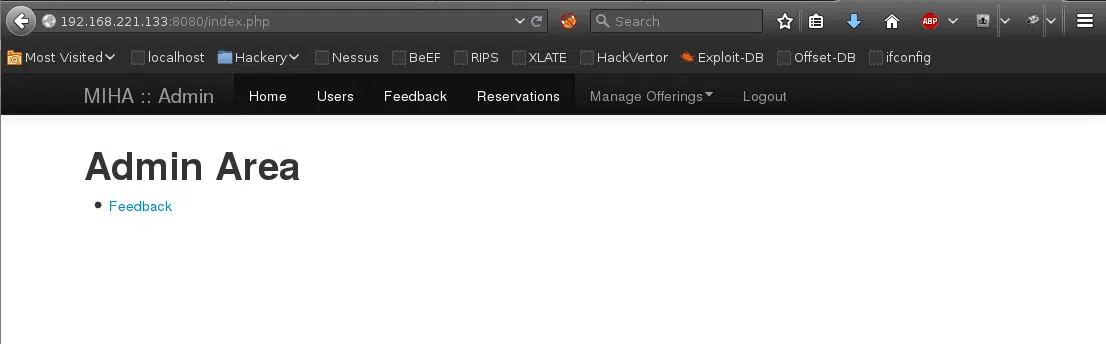 192.168.221.133:8080/index.php Search ABP
Most Visited localhost Hackery Nessus BeEF RIPS XLATE HackVertor Exploit-DB Offset-DB ifconfig
MIHA :: Admin Home Users Feedback Reservations Manage Offerings Logout
Admin Area
Feedback